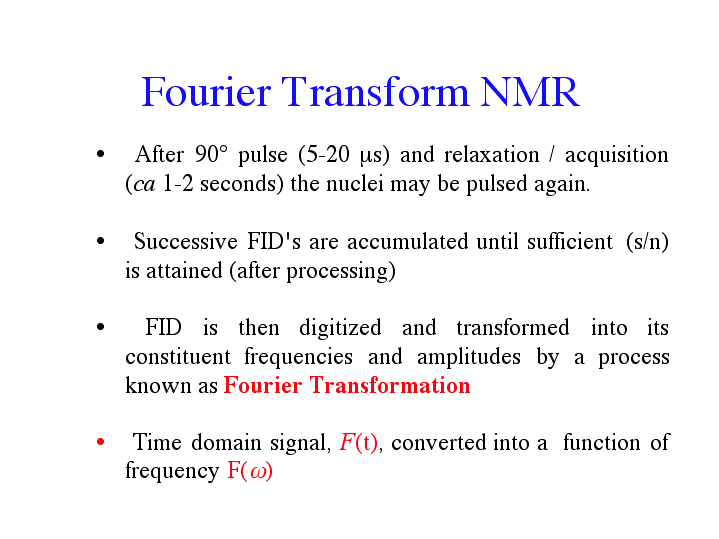 Fourier Transform NMR
• After 90° pulse (5-20 μs) and relaxation / acquisition
(ca 1-2 seconds) the nuclei may be pulsed again.
• Successive FID's are accumulated until sufficient (s/n)
is attained (after processing)
• FID is then digitized and transformed into its
constituent frequencies and amplitudes by a process
known as Fourier Transformation
• Time domain signal, F(t), converted into a function of
frequency F(ω)